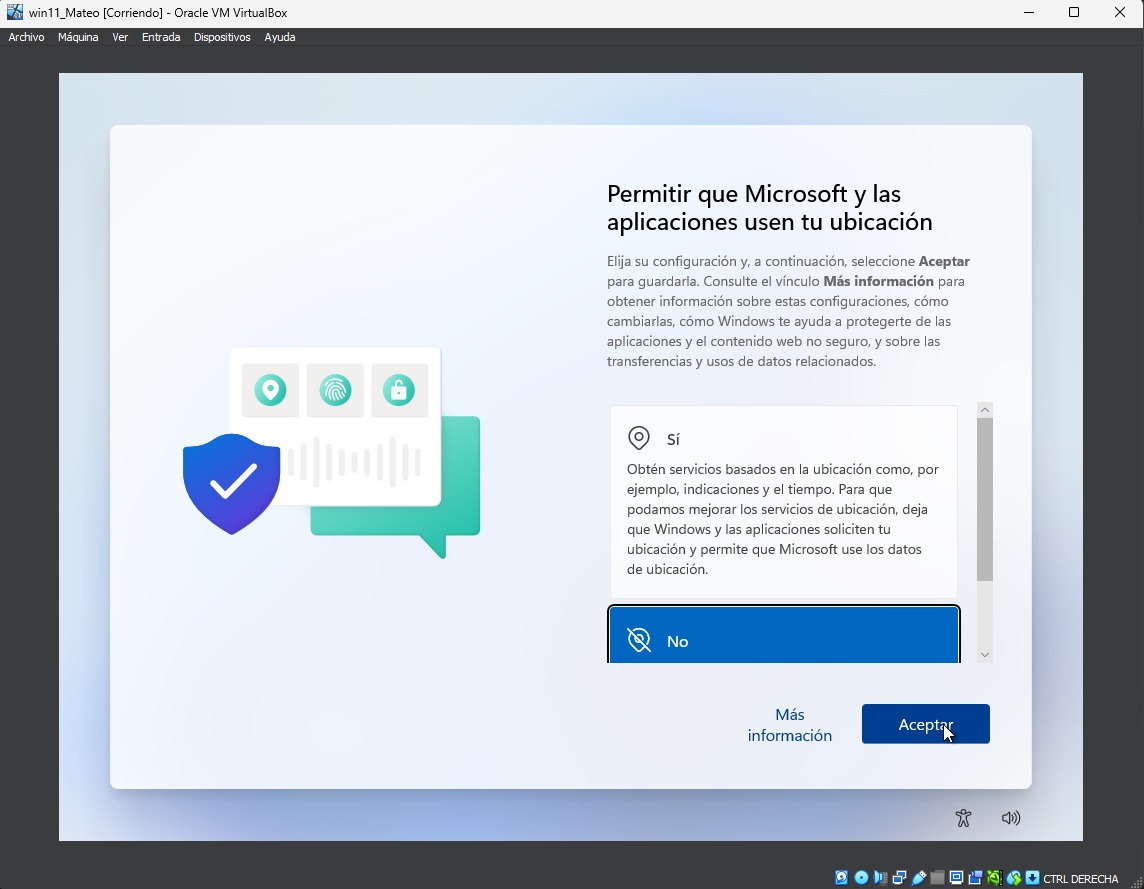 win11_Mateo [Corriendo] - Oracle VM VirtualBox
Archivo Máquina Ver Entrada Dispositivos Ayuda
Permitir que Microsoft y las
aplicaciones usen tu ubicación
Elija su configuración y, a continuación, seleccione Aceptar
para guardarla. Consulte el vínculo Más información para
obtener información sobre estas configuraciones, cómo
cambiarlas, cómo Windows te ayuda a protegerte de las
aplicaciones y el contenido web no seguro, y sobre las
transferencias y usos de datos relacionados.
Sí
Obtén servicios basados en la ubicación como, por
ejemplo, indicaciones y el tiempo. Para que
podamos mejorar los servicios de ubicación, deja
que Windows y las aplicaciones soliciten tu
ubicación y permite que Microsoft use los datos
de ubicación.
No
Más
información
Aceptar
CTRL DERECHA